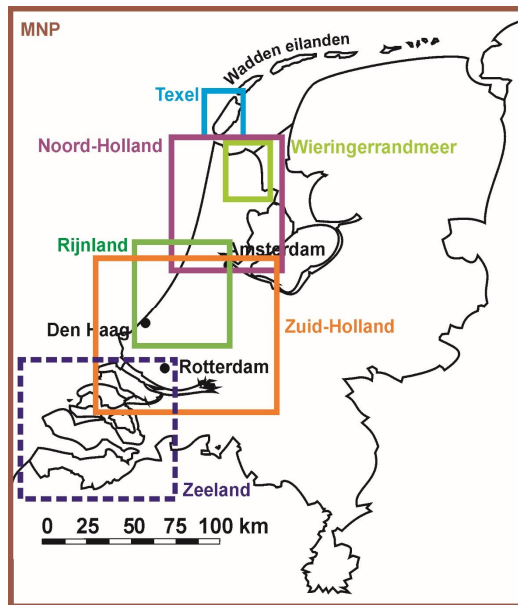 MNP
Wadden eilanden
Texel
Noord-Holland
Wieringerrandmeer
Rijnland
Amsterdam
Den Haag
Zuid-Holland
Rotterdam
Zeeland
0 25 50 75 100 km